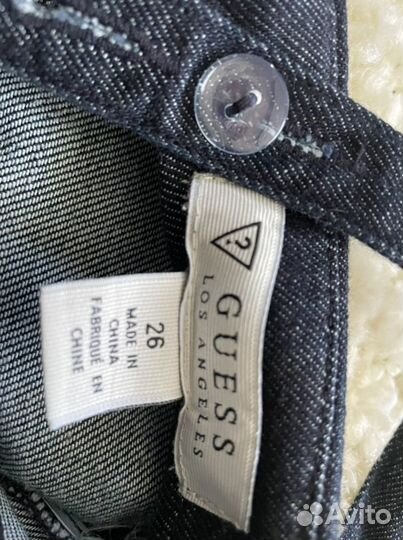 ?
GUESS
LOS ANGELES
26
MADE IN
CHINA
FABRIQUÉ EN
CHINE
Avito